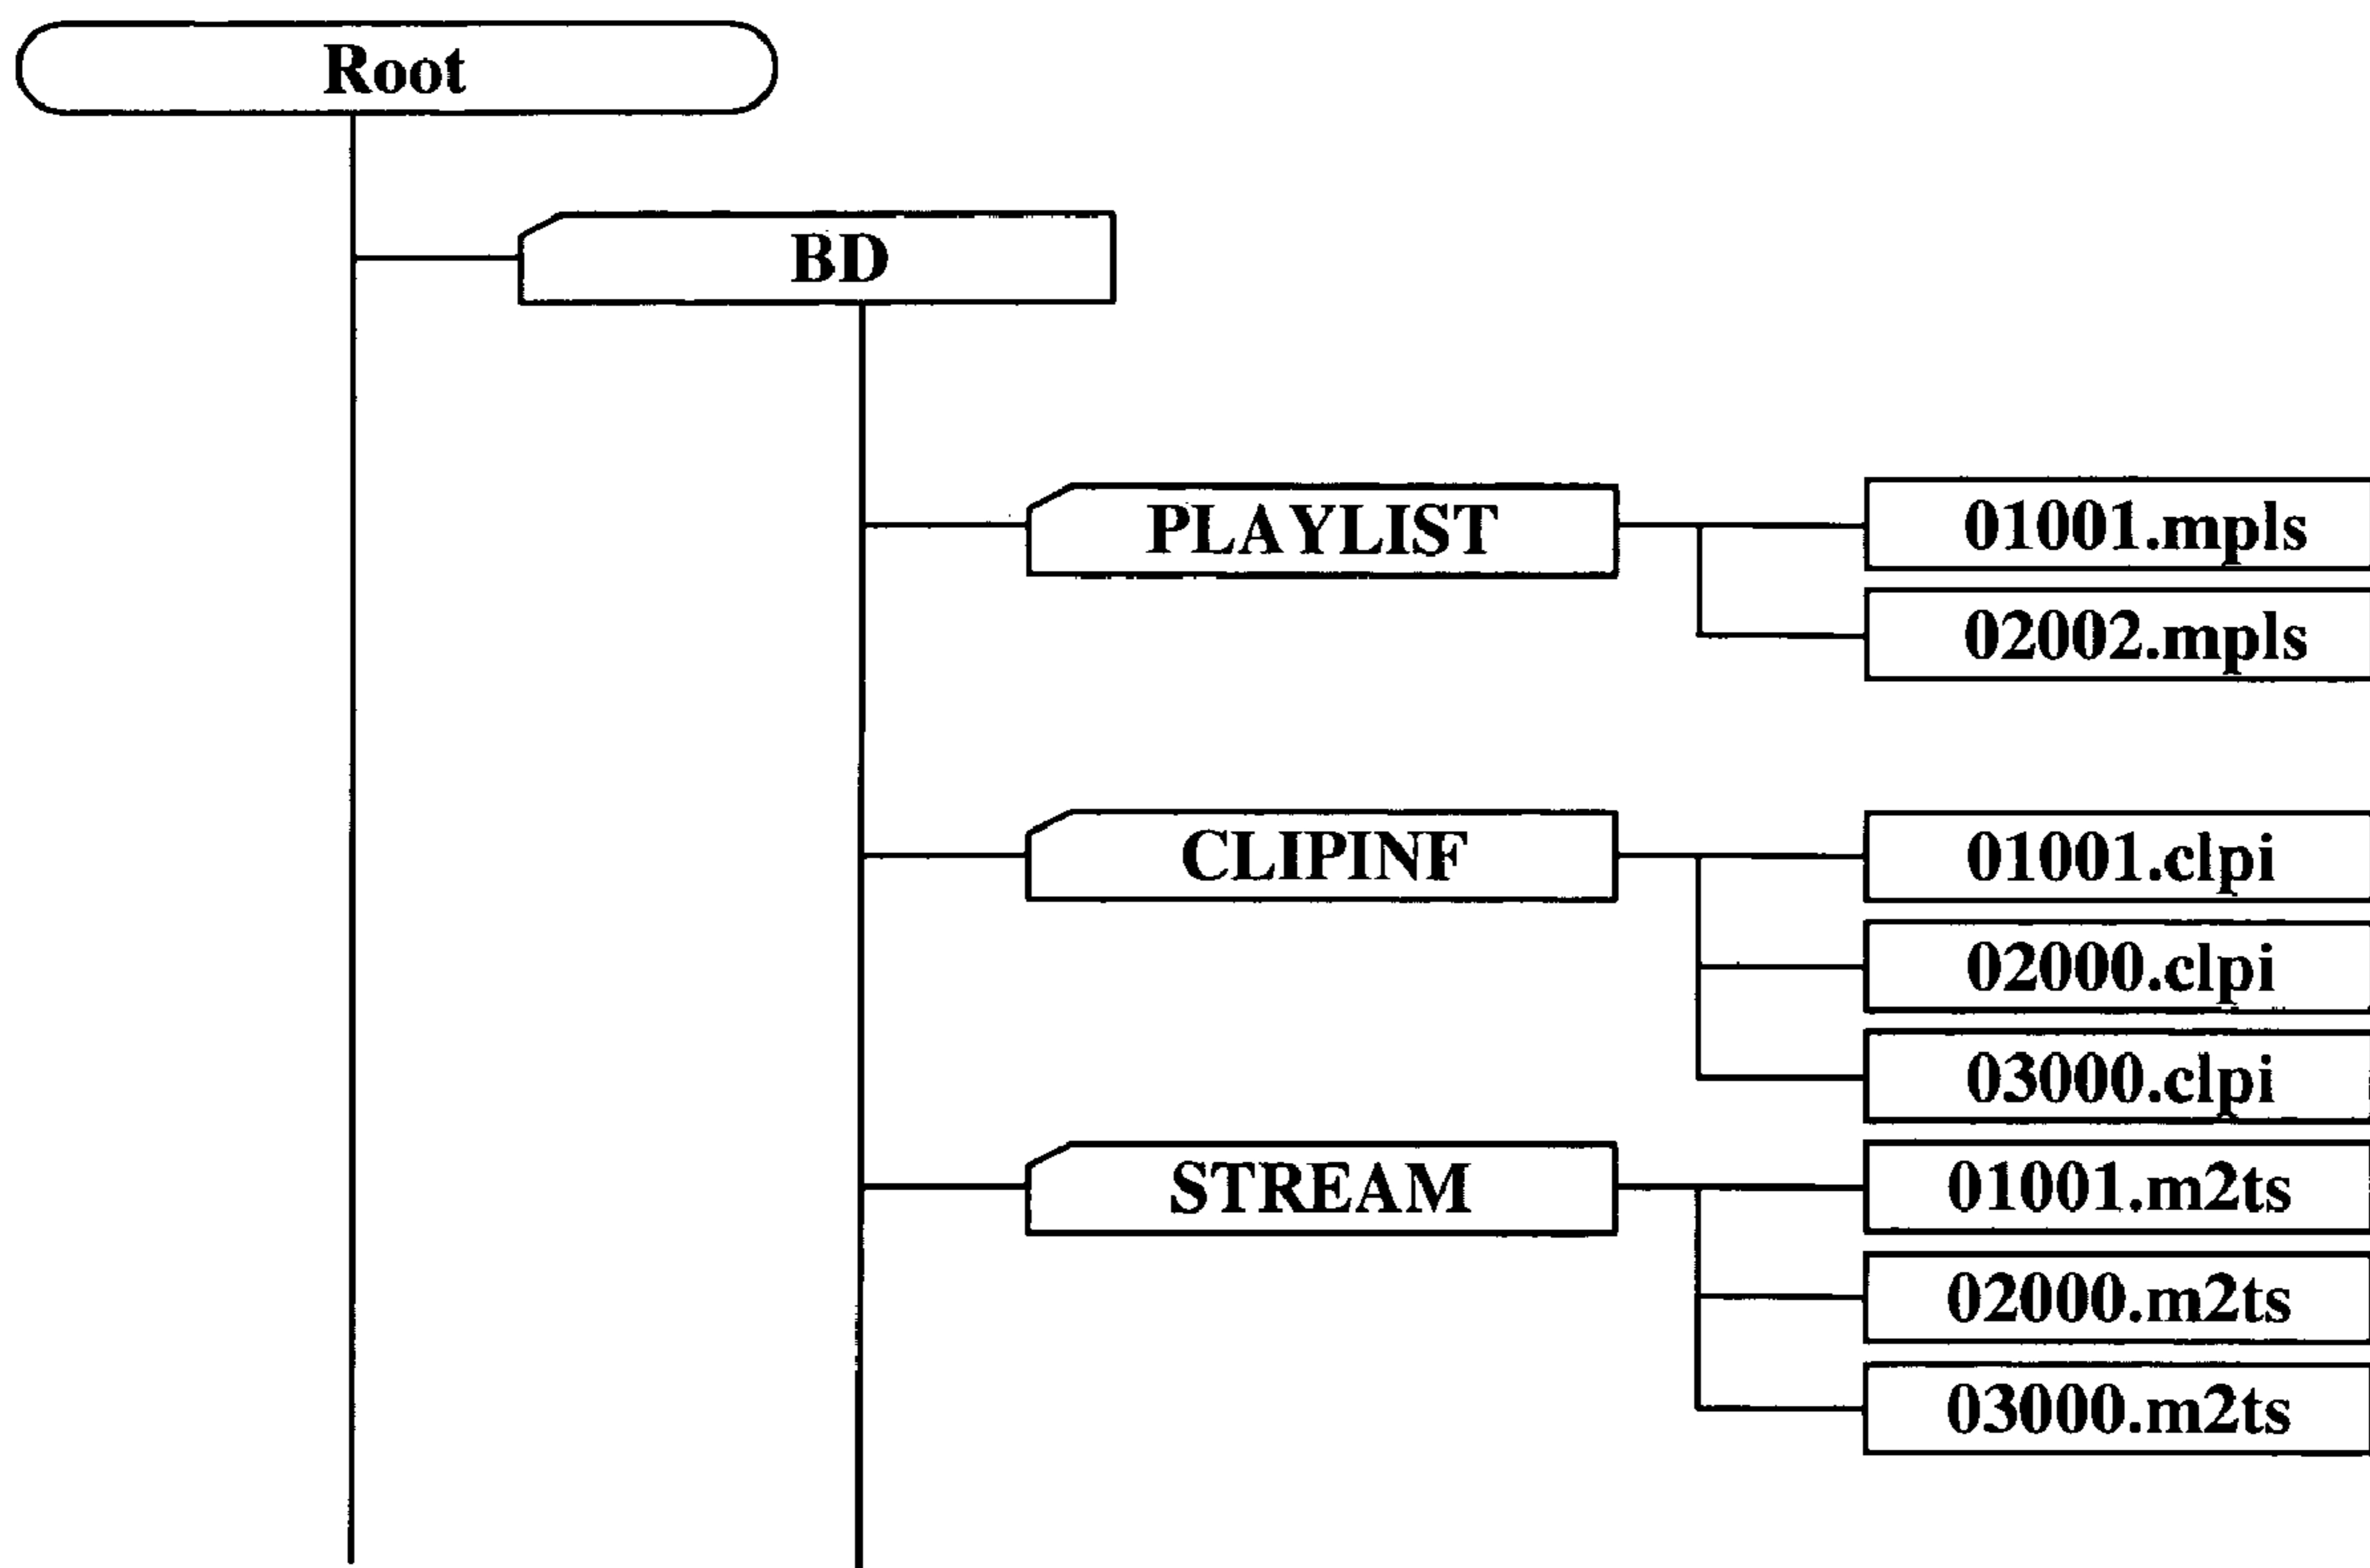 Root
BD
PLAYLIST
01001.mpls
02002.mpls
CLIPINF
01001.clpi
02000.clpi
03000.clpi
STREAM
01001.m2ts
02000.m2ts
03000.m2ts